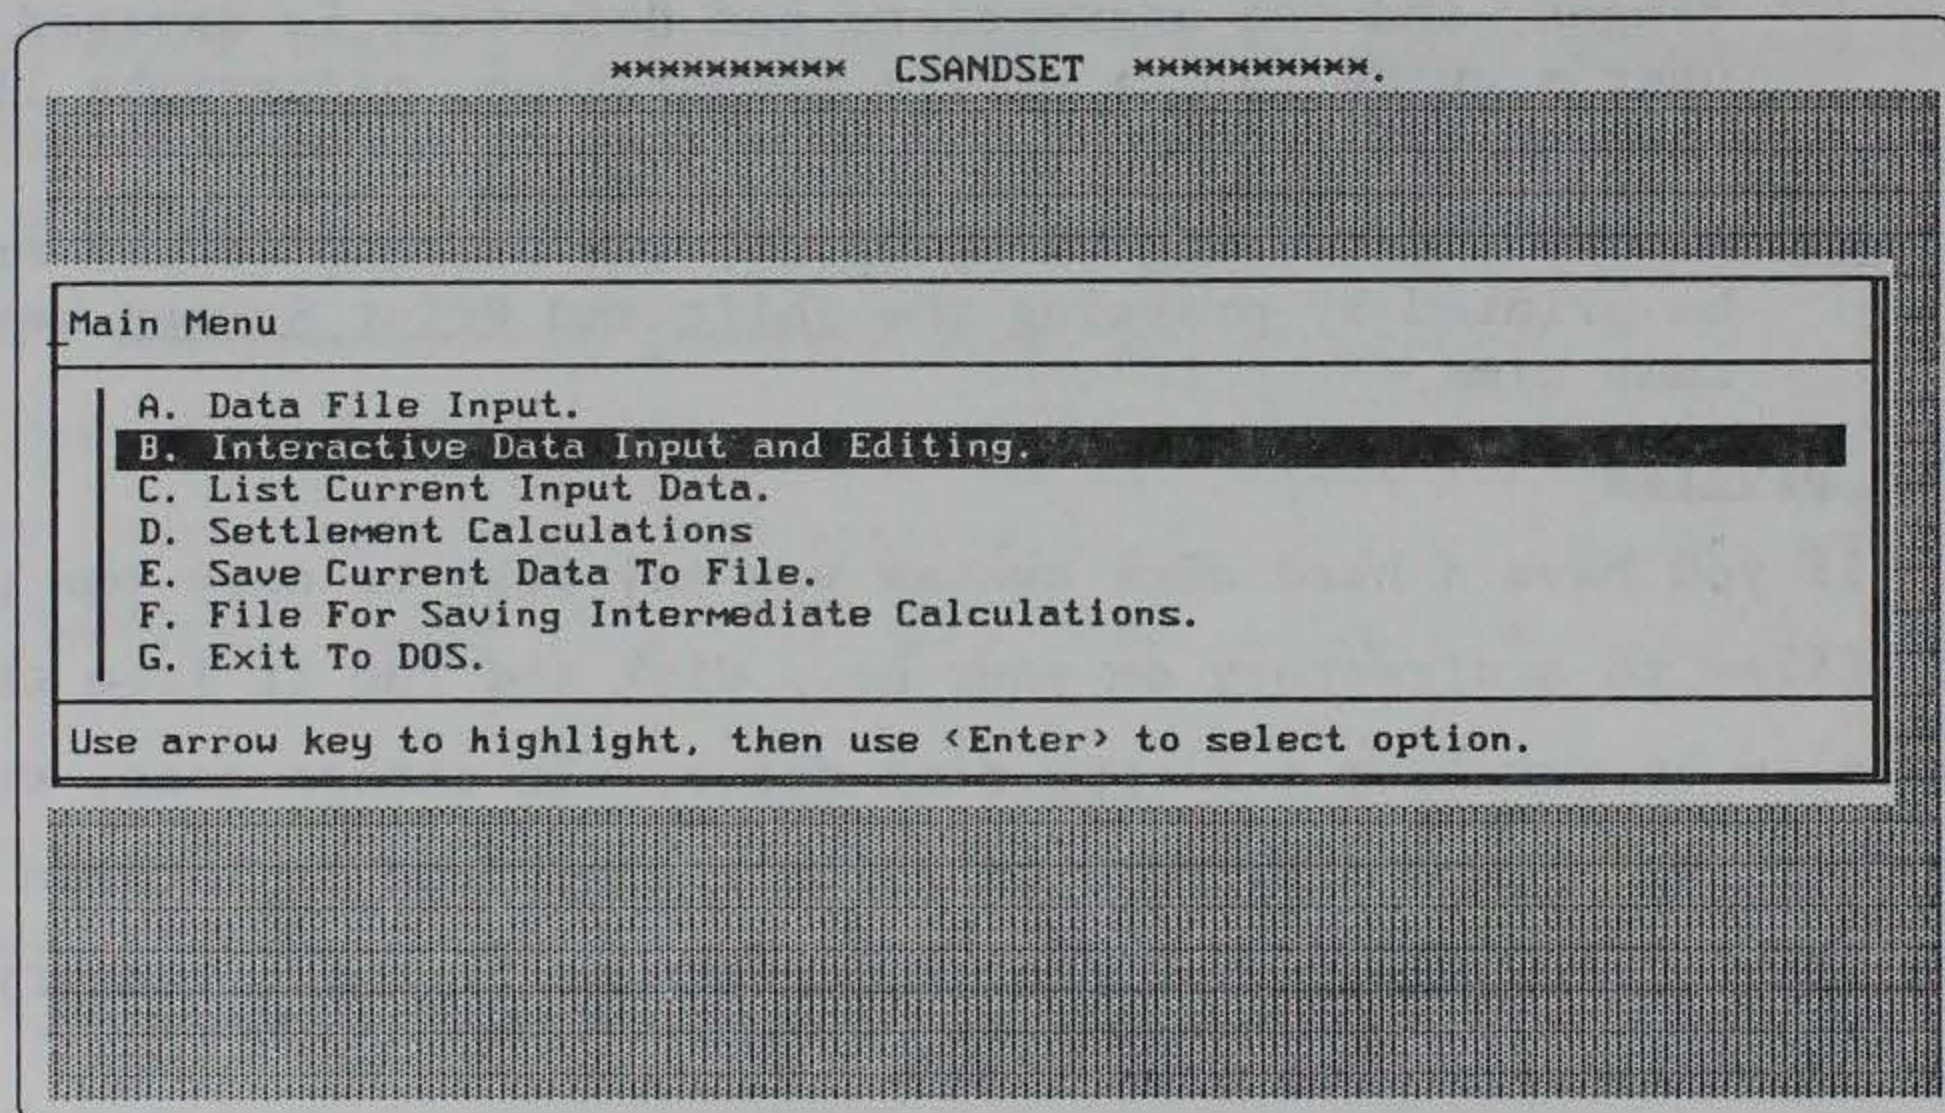 ********** CSANDSET **********.
Main Menu
A. Data File Input.
B. Interactive Data Input and Editing.
C. List Current Input Data.
D. Settlement Calculations
E. Save Current Data To File.
F. File For Saving Intermediate Calculations.
G. Exit To DOS.
Use arrow key to highlight, then use <Enter> to select option.